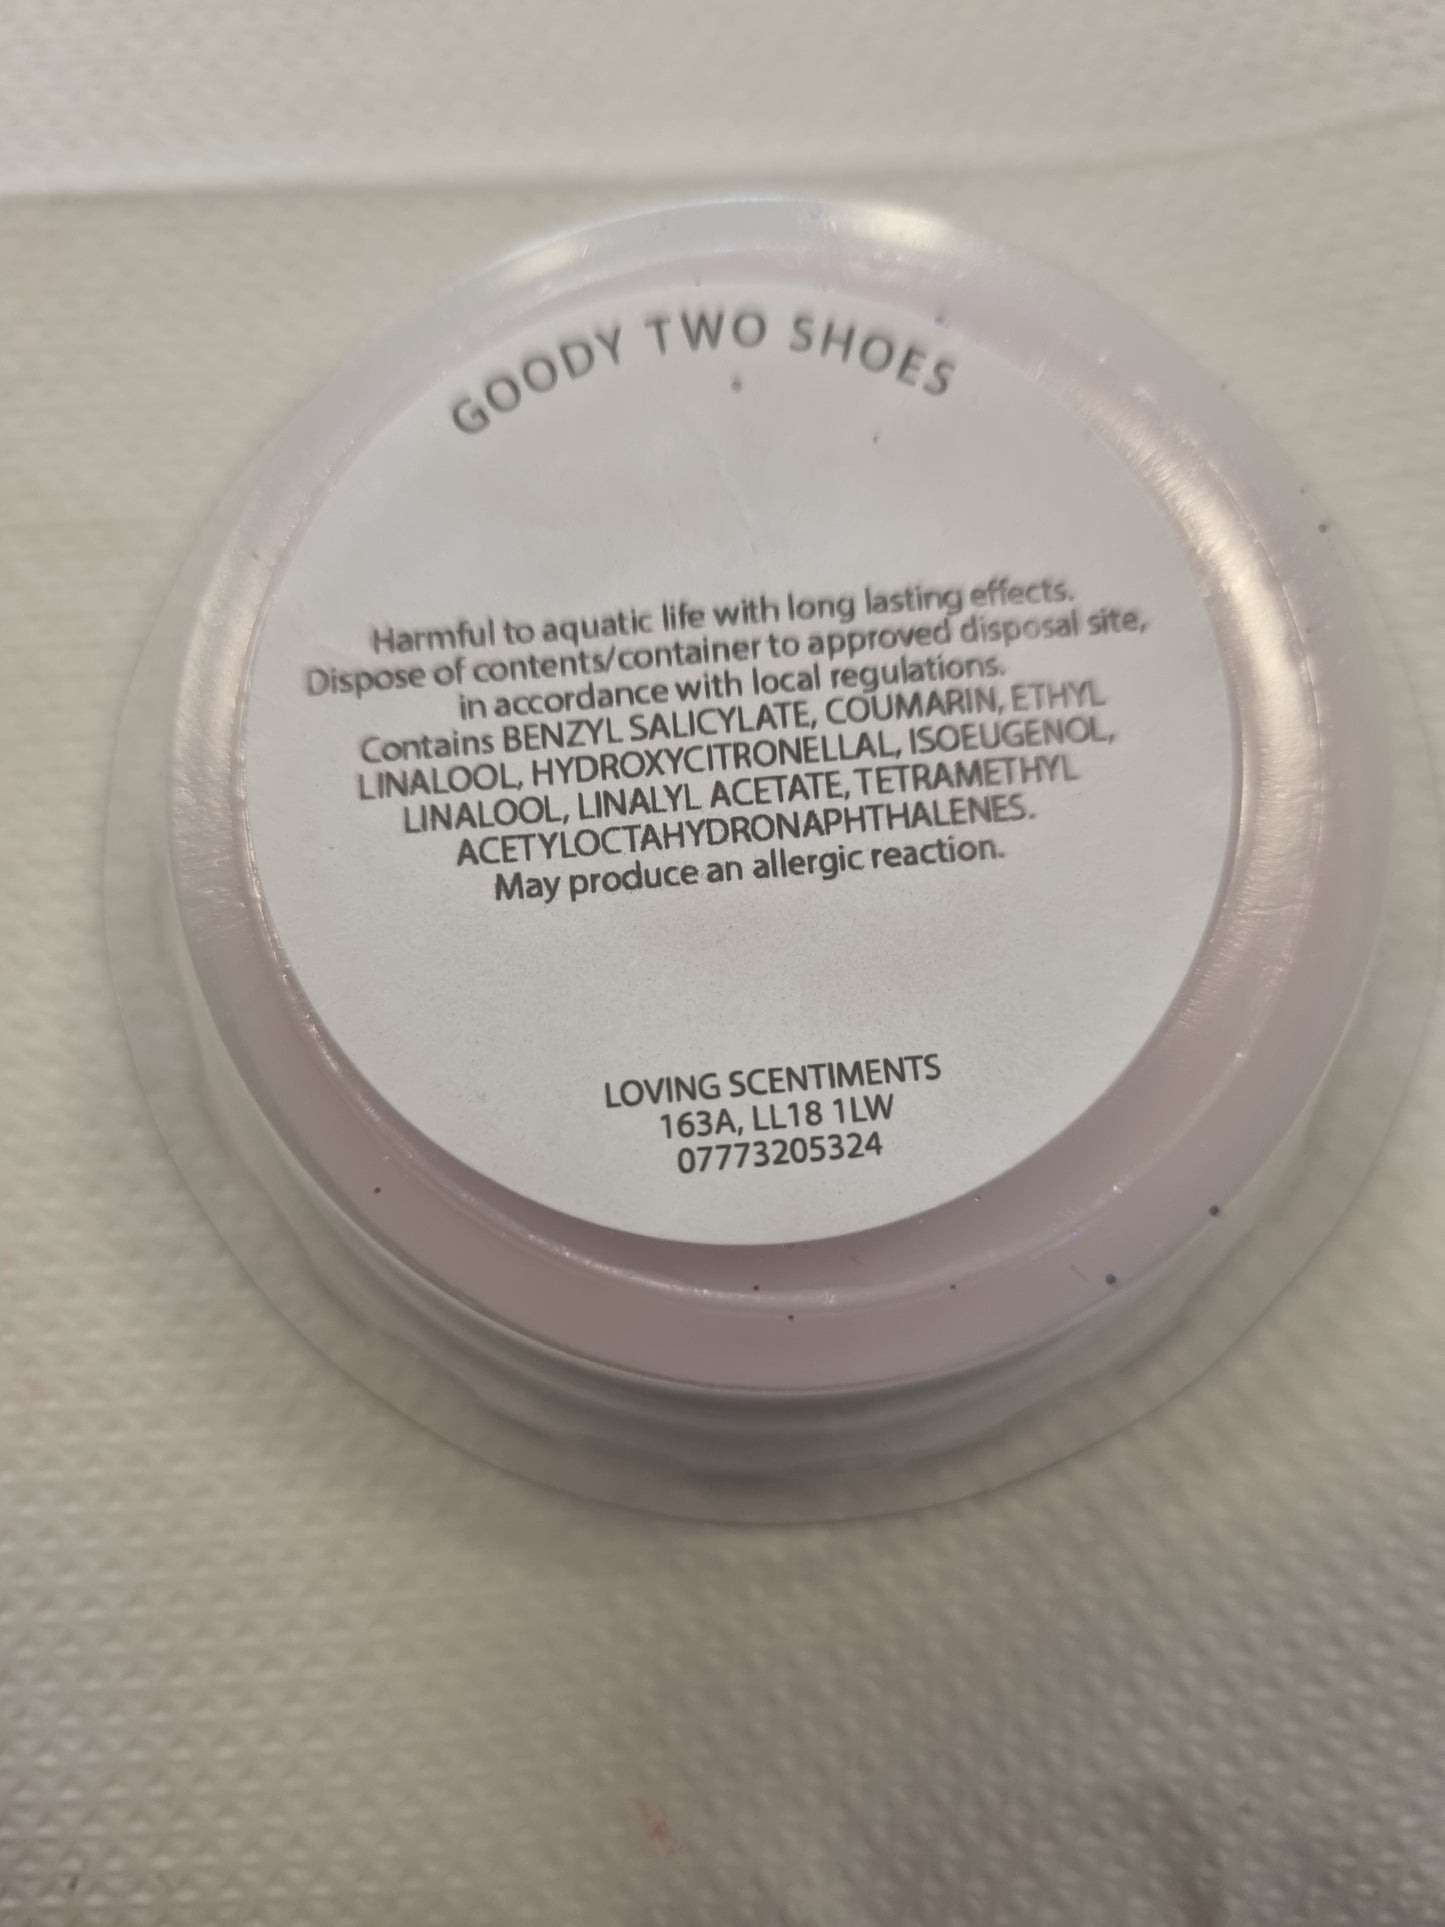 GOODY TWO SHOES
Harmful to aquatic life with long lasting effects.
Dispose of contents/container to approved disposal site,
in accordance with local regulations.
Contains BENZYL SALICYLATE, COUMARIN, ETHYL
LINALOOL, HYDROXYCITRONELLAL, ISOEUGENOL,
LINALOOL, LINALYL ACETATE, TETRAMETHYL
ACETYLOCTAHYDRONAPHTHALENES.
May produce an allergic reaction.
LOVING SCENTIMENTS
163A, LL18 1LW
07773205324